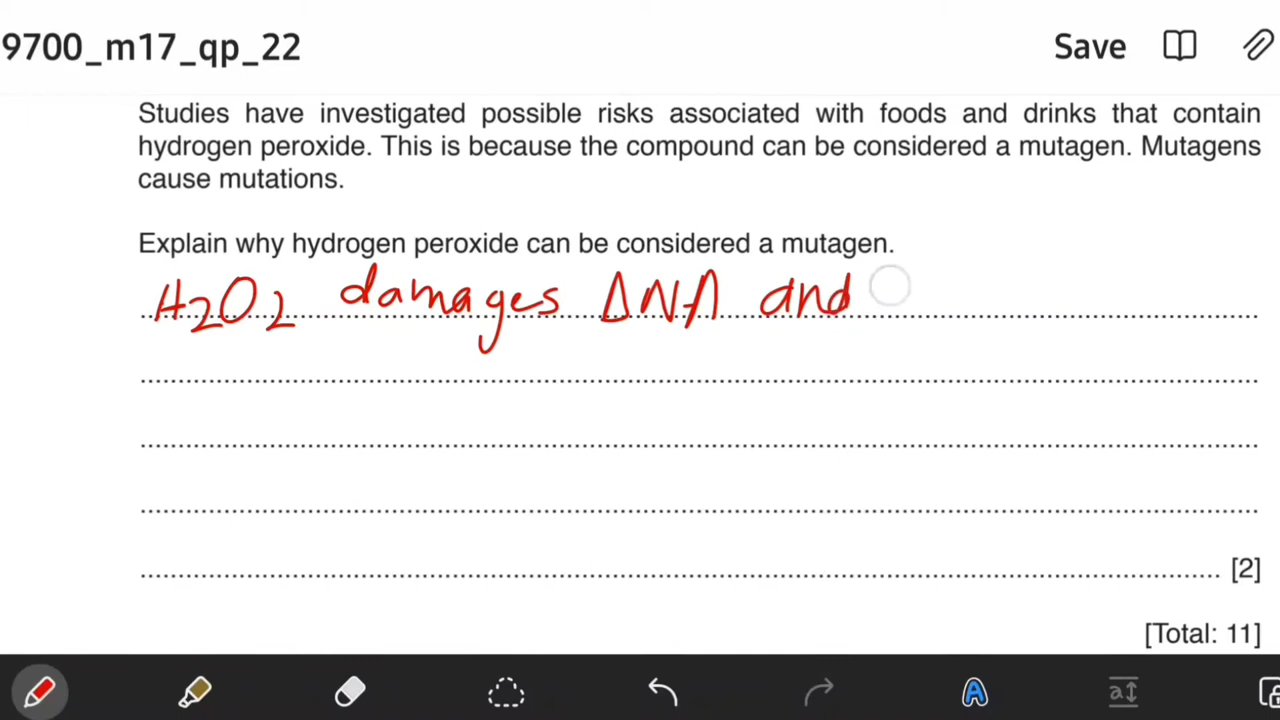 9700_m17_qp_22 Save
Studies have investigated possible risks associated with foods and drinks that contain
hydrogen peroxide. This is because the compound can be considered a mutagen. Mutagens
cause mutations.
Explain why hydrogen peroxide can be considered a mutagen.
H2O2 damages DNA and
[2]
[Total: 11]
A a